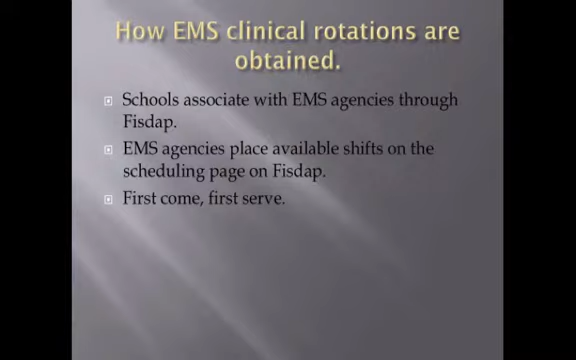 How EMS clinical rotations are
obtained.
Schools associate with EMS agencies through
Fisdap.
EMS agencies place available shifts on the
scheduling page on Fisdap.
First come, first serve.